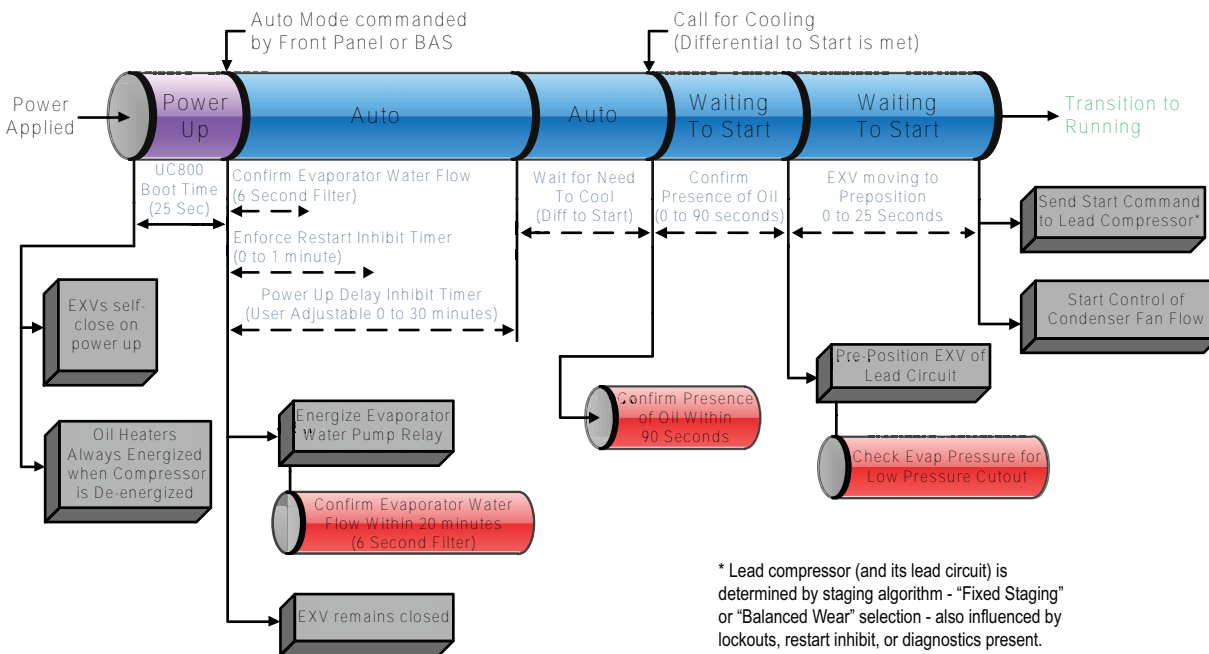 Auto Mode commanded
by Front Panel or BAS
Call for Cooling
(Differential to Start is met)
Power
Applied
Power
Up
Auto
Auto
Waiting
To Start
Waiting
To Start
Transition to
Running
UC800
Boot Time
(25 Sec)
Confirm Evaporator Water Flow
(6 Second Filter)
Enforce Restart Inhibit Timer
(0 to 1 minute)
Power Up Delay Inhibit Timer
(User Adjustable 0 to 30 minutes)
Wait for Need
To Cool
(Diff to Start)
Confirm
Presence of Oil
(0 to 90 seconds)
EXV moving to
Preposition
0 to 25 Seconds
Send Start Command
to Lead Compressor*
Start Control of
Condenser Fan Flow
EXVs self-
close on
power up
Oil Heaters
Always Energized
when Compressor
is De-energized
Energize Evaporator
Water Pump Relay
Confirm Evaporator Water
Flow Within 20 minutes
(6 Second Filter)
EXV remains closed
Confirm Presence
of Oil Within
90 Seconds
Pre-Position EXV of
Lead Circuit
Check Evap Pressure for
Low Pressure Cutout
* Lead compressor (and its lead circuit) is
determined by staging algorithm - “Fixed Staging”
or “Balanced Wear” selection - also influenced by
lockouts, restart inhibit, or diagnostics present.